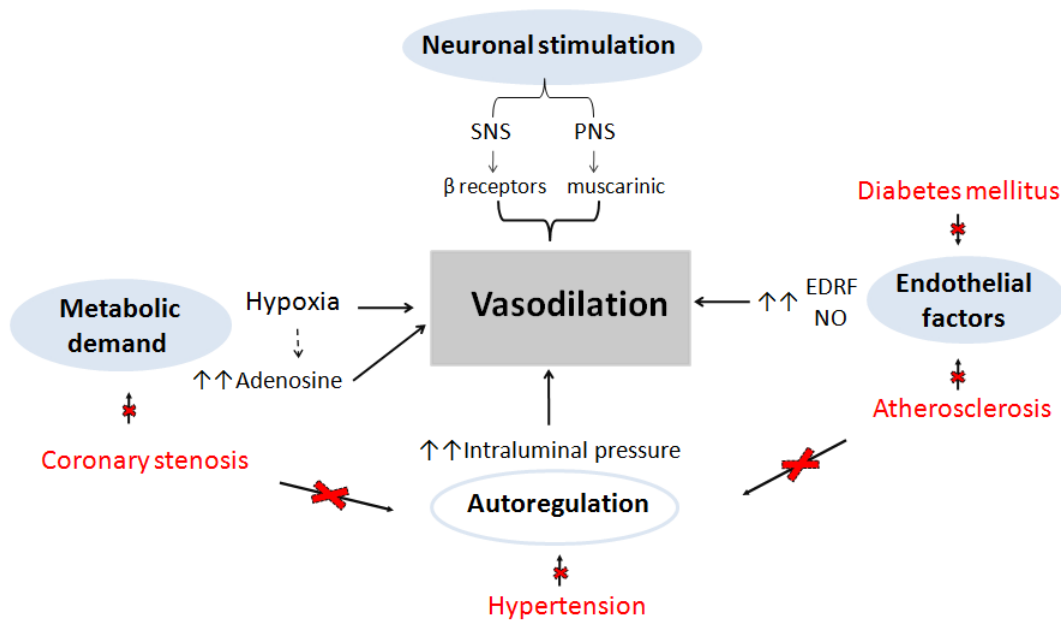 Neuronal stimulation
SNS PNS
β receptors muscarinic
Diabetes mellitus
Metabolic
demand
Hypoxia
↑↑Adenosine
Vasodilation
↑↑ EDRF
NO
Endothelial
factors
Coronary stenosis
Atherosclerosis
↑↑Intraluminal pressure
Autoregulation
Hypertension